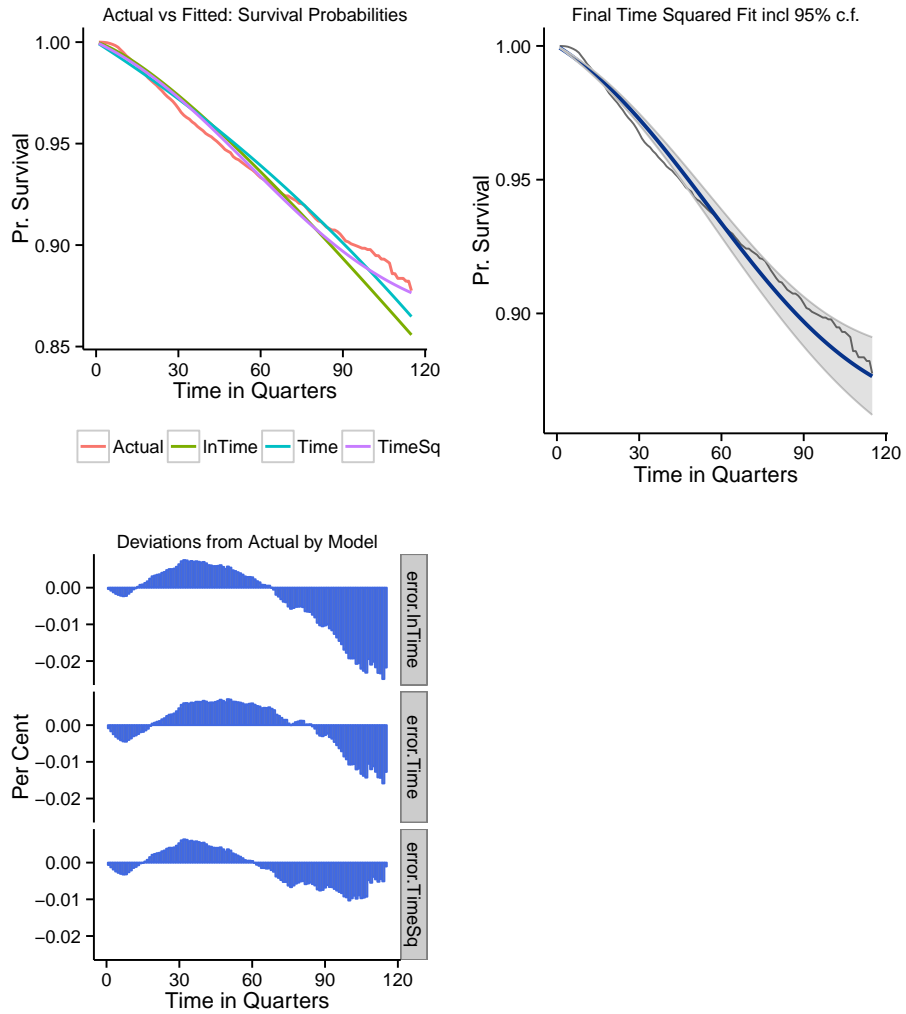 Actual vs Fitted: Survival Probabilities
1.00
0.95
0.90
0.85
Pr. Survival
0 30 60 90 120
Time in Quarters
Actual InTime Time TimeSq
Final Time Squared Fit incl 95% c.f.
1.00
0.95
0.90
Pr. Survival
0 30 60 90 120
Time in Quarters
Deviations from Actual by Model
0.00
−0.01
−0.02
error.InTime
0.00
−0.01
−0.02
error.Time
0.00
−0.01
−0.02
error.TimeSq
Per Cent
0 30 60 90 120
Time in Quarters